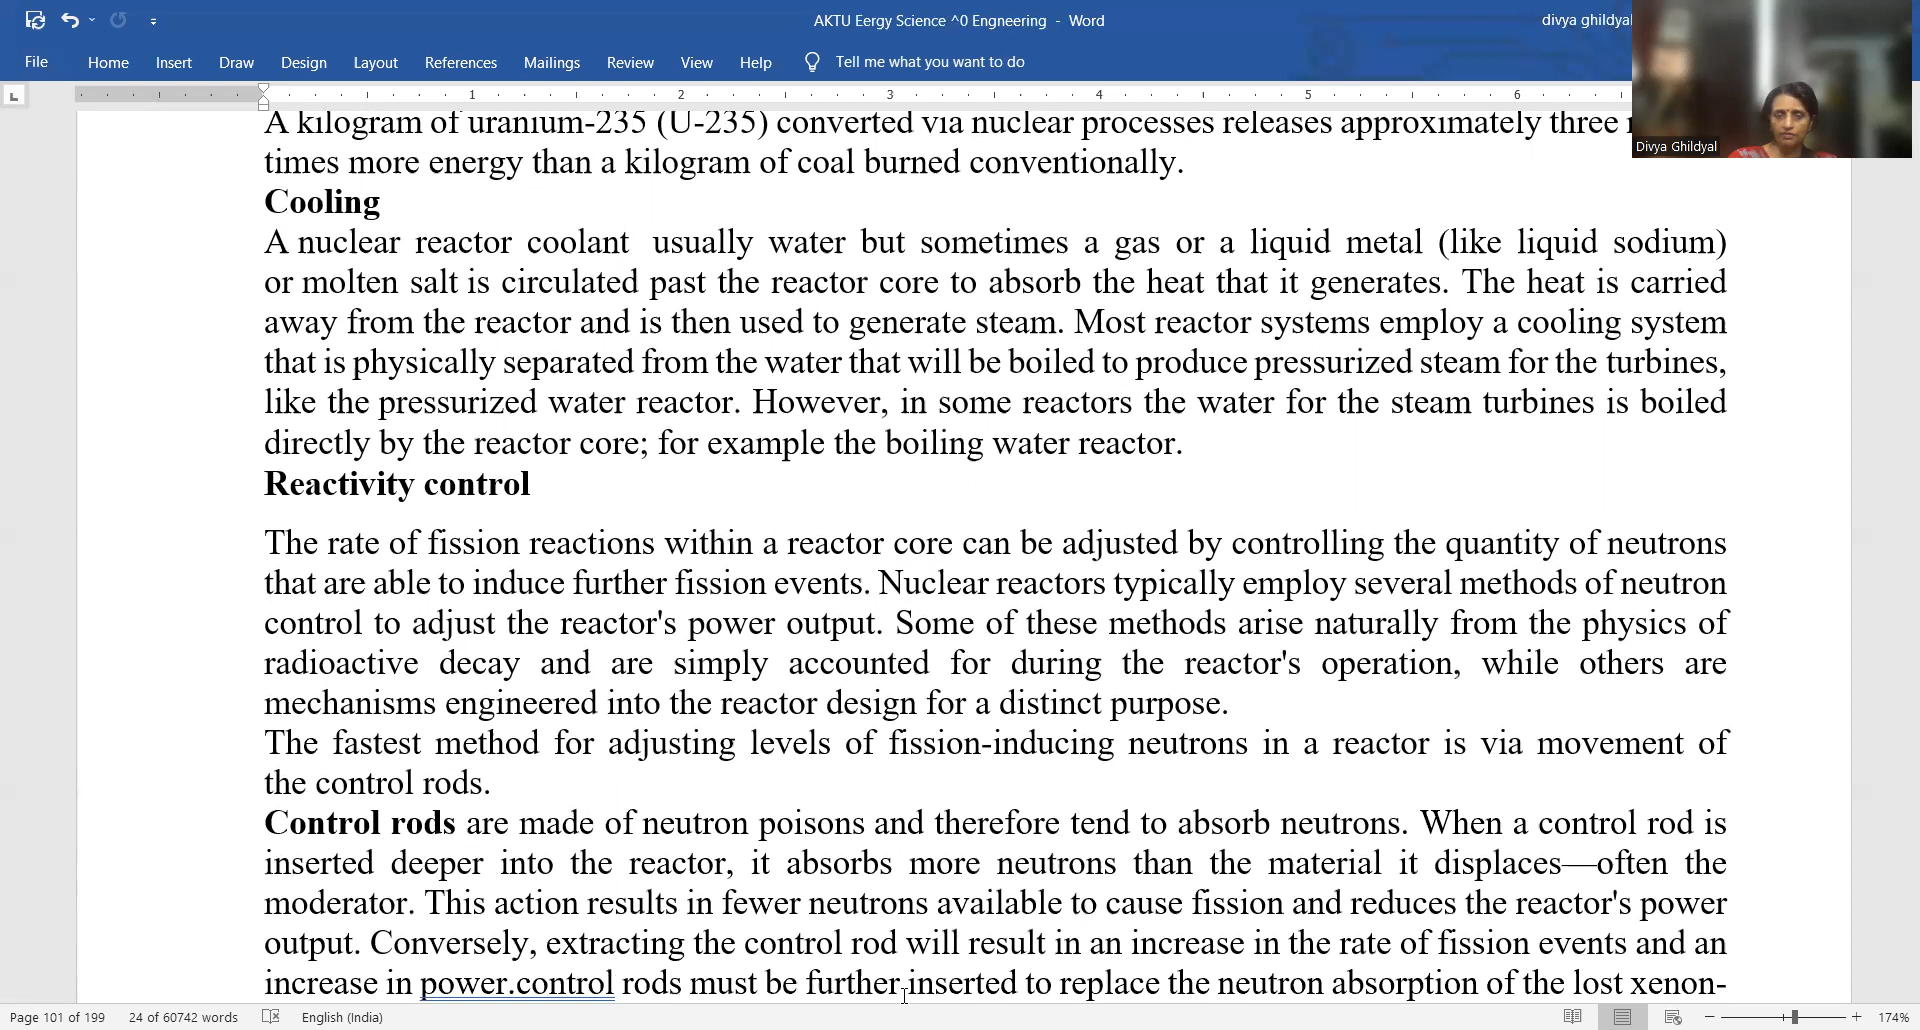 AKTU Eergy Science ^0 Engneering - Word
divya ghildyal
File Home Insert Draw Design Layout References Mailings Review View Help Tell me what you want to do
1 2 3 4 5 6
A kilogram of uranium-235 (U-235) converted via nuclear processes releases approximately three
times more energy than a kilogram of coal burned conventionally.
Divya Ghildyal
Cooling
A nuclear reactor coolant usually water but sometimes a gas or a liquid metal (like liquid sodium)
or molten salt is circulated past the reactor core to absorb the heat that it generates. The heat is carried
away from the reactor and is then used to generate steam. Most reactor systems employ a cooling system
that is physically separated from the water that will be boiled to produce pressurized steam for the turbines,
like the pressurized water reactor. However, in some reactors the water for the steam turbines is boiled
directly by the reactor core; for example the boiling water reactor.
Reactivity control
The rate of fission reactions within a reactor core can be adjusted by controlling the quantity of neutrons
that are able to induce further fission events. Nuclear reactors typically employ several methods of neutron
control to adjust the reactor's power output. Some of these methods arise naturally from the physics of
radioactive decay and are simply accounted for during the reactor's operation, while others are
mechanisms engineered into the reactor design for a distinct purpose.
The fastest method for adjusting levels of fission-inducing neutrons in a reactor is via movement of
the control rods.
Control rods are made of neutron poisons and therefore tend to absorb neutrons. When a control rod is
inserted deeper into the reactor, it absorbs more neutrons than the material it displaces—often the
moderator. This action results in fewer neutrons available to cause fission and reduces the reactor's power
output. Conversely, extracting the control rod will result in an increase in the rate of fission events and an
increase in power.control rods must be further inserted to replace the neutron absorption of the lost xenon-
Page 101 of 199 24 of 60742 words English (India) 174%